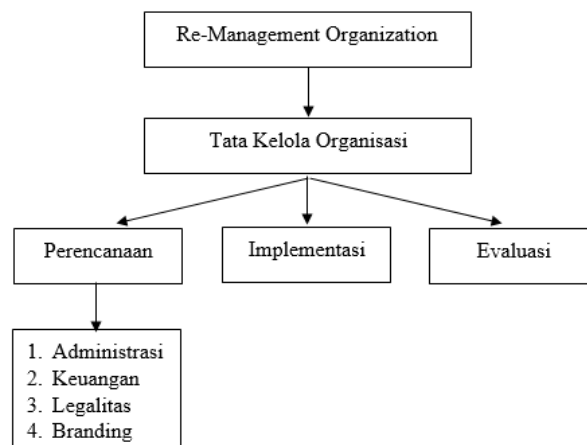 Re-Management Organization
Tata Kelola Organisasi
Perencanaan
Implementasi
Evaluasi
1. Administrasi
2. Keuangan
3. Legalitas
4. Branding